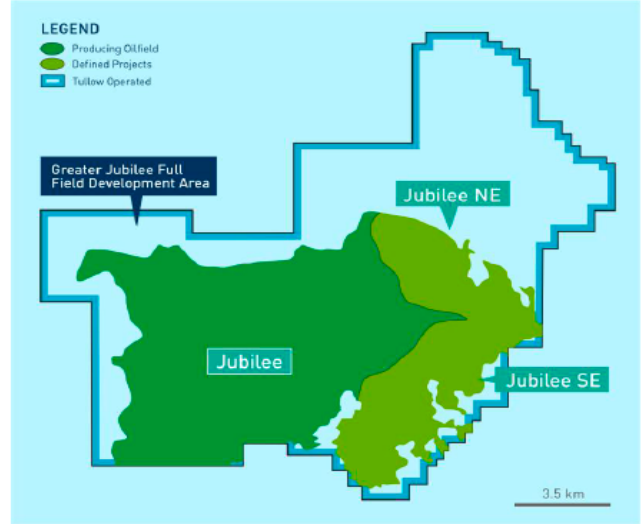 LEGEND
Producing Oilfield
Defined Projects
Tullow Operated
Greater Jubilee Full
Field Development Area
Jubilee NE
Jubilee
Jubilee SE
3.5 km